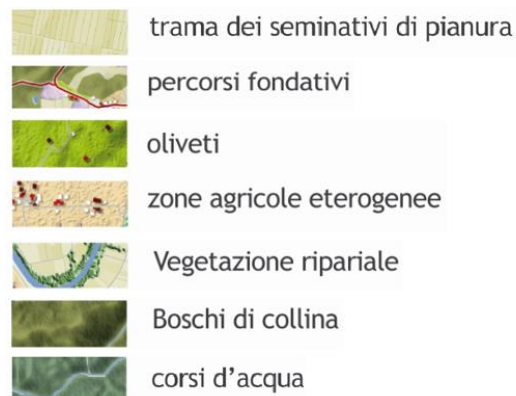 trama dei seminativi di pianura
percorsi fondativi
oliveti
zone agricole eterogenee
Vegetazione ripariale
Boschi di collina
corsi d'acqua